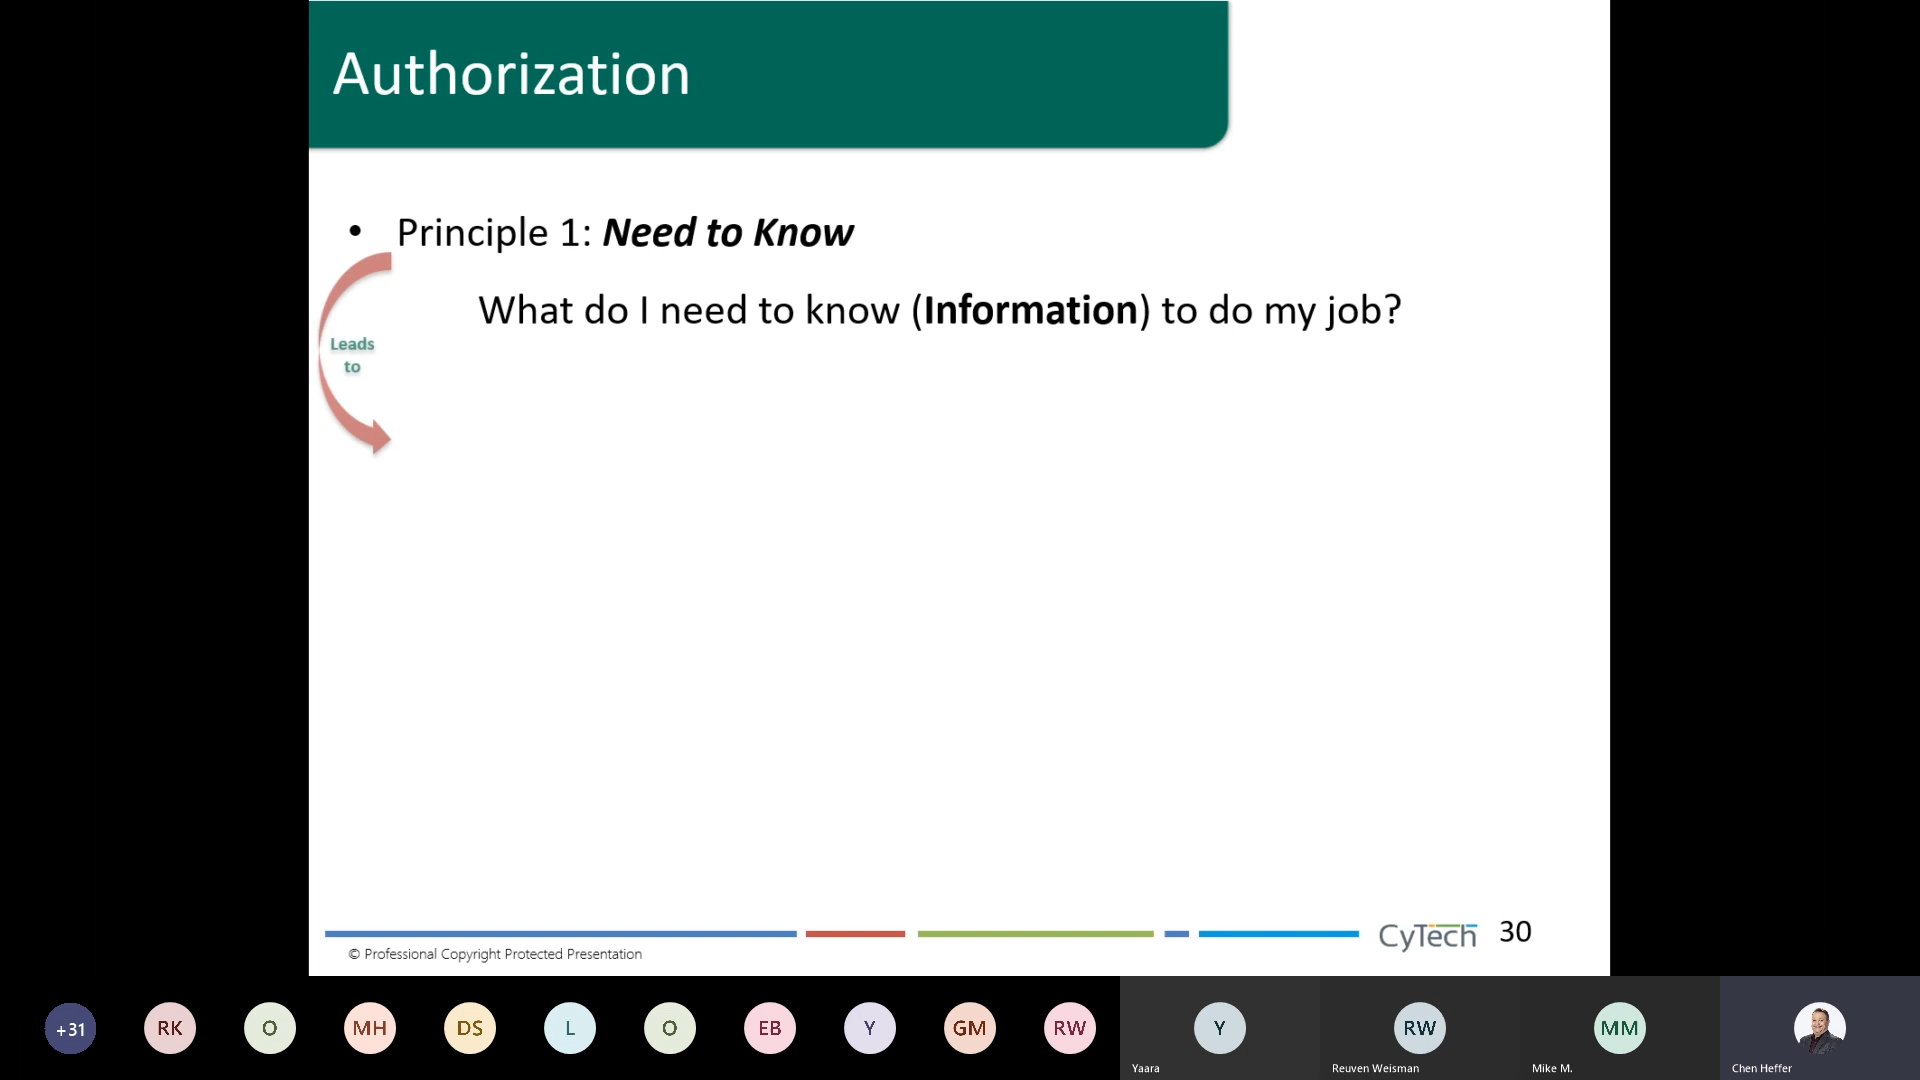 Authorization
• Principle 1: Need to Know
What do I need to know (Information) to do my job?
Leads
to
CyTech 30
© Professional Copyright Protected Presentation
+31 RK O MH DS L O EB Y GM RW Y RW MM
Yaara Reuven Weisman Mike M. Chen Heffer